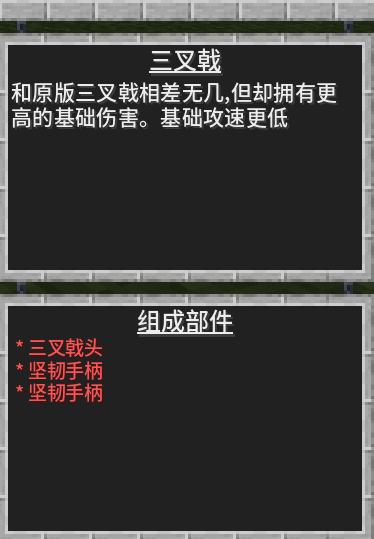 三叉戟
和原版三叉戟相差无几,但却拥有更
高的基础伤害。基础攻速更低
组成部件
* 三叉戟头
* 坚韧手柄
* 坚韧手柄